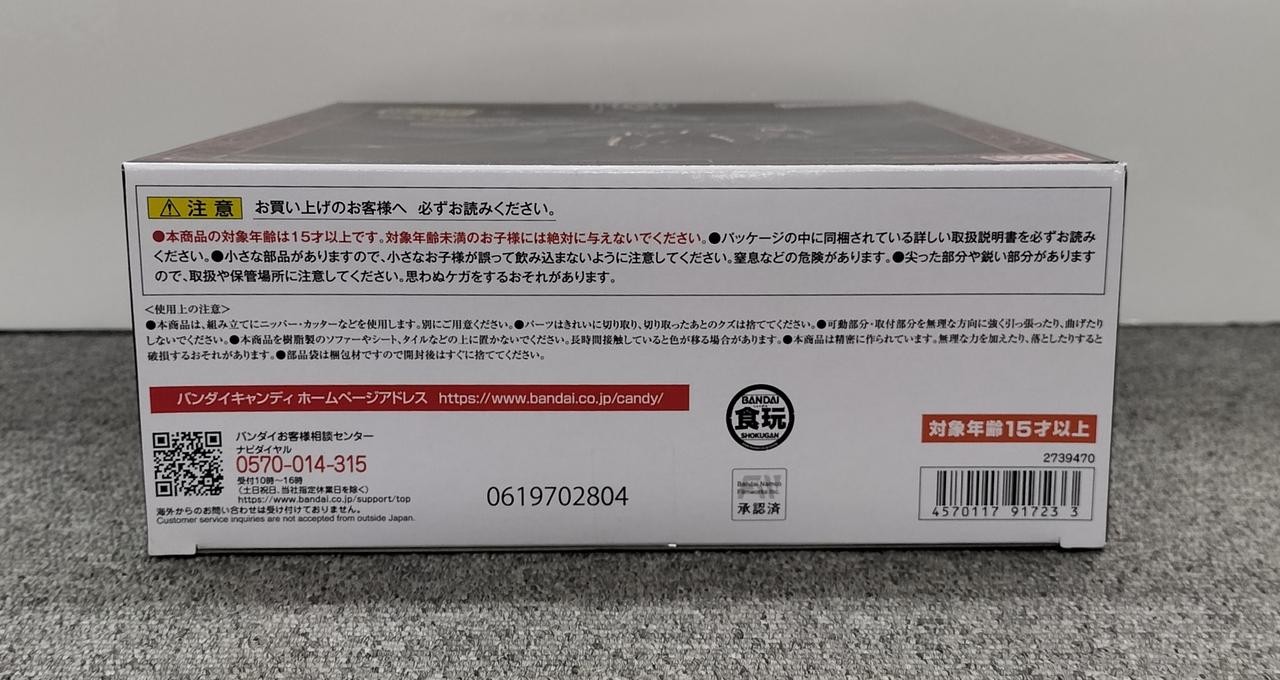 注意 お買い上げのお客様へ 必ずお読みください。
●本商品の対象年齢は15才以上です。対象年齢未満のお子様には絶対に与えないでください。●パッケージの中に同梱されている詳しい取扱説明書を必ずお読み
ください。●小さな部品がありますので、小さなお子様が誤って飲み込まないように注意してください。窒息などの危険があります。●尖った部分や鋭い部分があります
ので、取扱や保管場所に注意してください。思わぬケガをするおそれがあります。
<使用上の注意>
●本商品は、組み立てにニッパー・カッターなどを使用します。別にご用意ください。●パーツはきれいに切り取り、切り取ったあとのクズは捨ててください。●可動部分・取付部分を無理な方向に強く引っ張ったり、曲げたり
しないでください。●本商品を樹脂製のソファーやシート、タイルなどの上に置かないでください。長時間接触していると色が移る場合があります。●本商品は精密に作られています。無理な力を加えたり、落としたりすると
破損するおそれがあります。●部品袋は梱包材ですので開封後はすぐに捨ててください。
バンダイキャンディ ホームページアドレス https://www.bandai.co.jp/candy/
バンダイお客様相談センター
ナビダイヤル
0570-014-315
受付10時〜16時
(土日祝日、当社指定休業日を除く)
https://www.bandai.co.jp/support/top
海外からのお問い合わせは受け付けておりません。
Customer service inquiries are not accepted from outside Japan.
0619702804
BANDAI
食玩
SHOKUGAN
Bandai Namco
Filmworks Inc.
承認済
対象年齢15才以上
2739470
4570117 91723 3